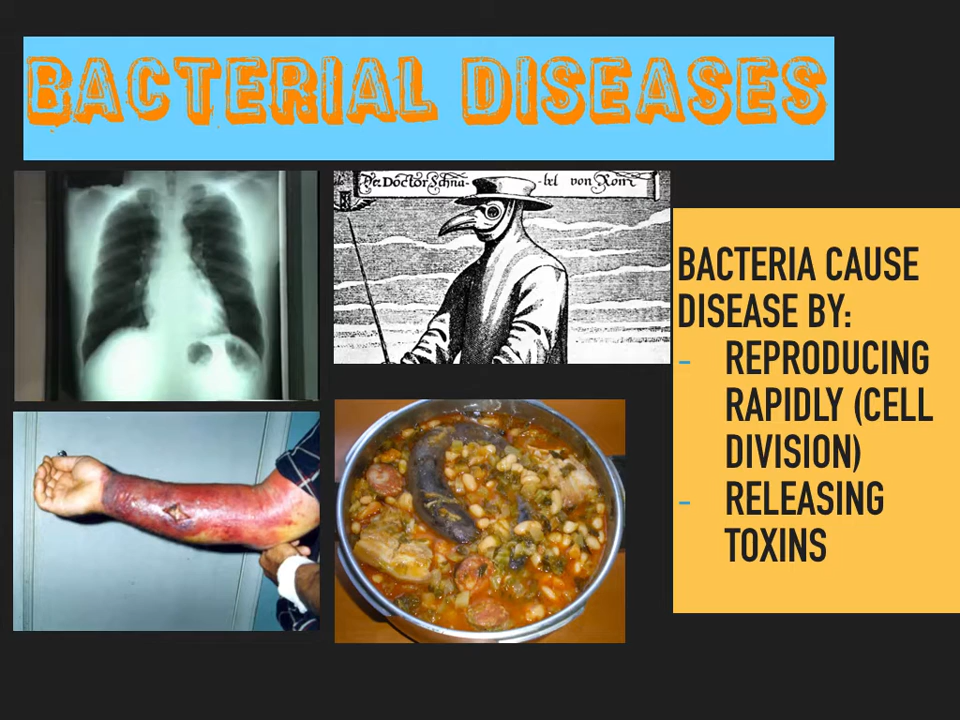 BACTERIAL DISEASES
Der Doctor Schna-
-bel von Rom
BACTERIA CAUSE
DISEASE BY:
- REPRODUCING
RAPIDLY (CELL
DIVISION)
- RELEASING
TOXINS